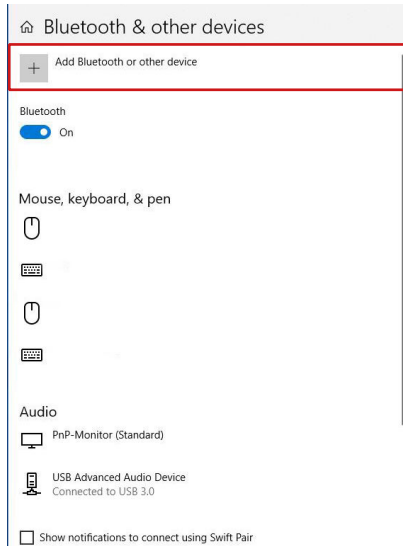 Bluetooth & other devices
Add Bluetooth or other device
Bluetooth
On
Mouse, keyboard, & pen
Audio
PnP-Monitor (Standard)
USB Advanced Audio Device
Connected to USB 3.0
Show notifications to connect using Swift Pair